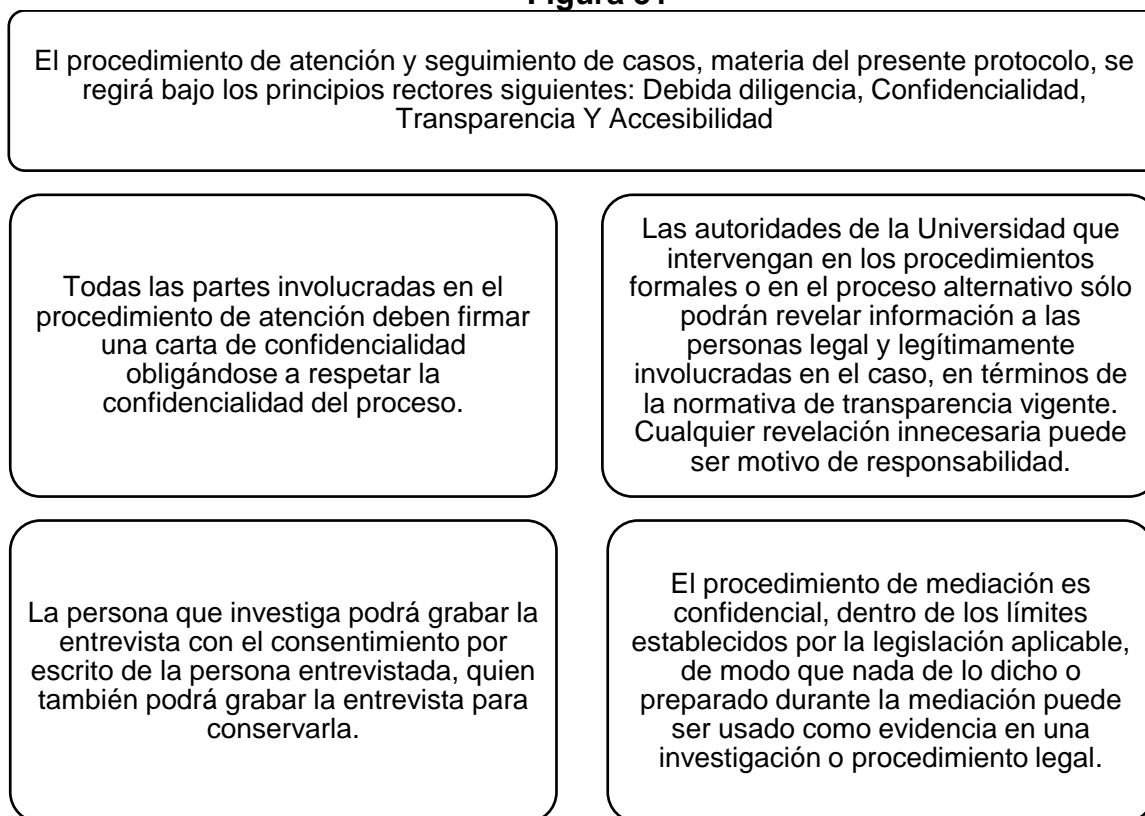 Figura
El procedimiento de atención y seguimiento de casos, materia del presente protocolo, se
regirá bajo los principios rectores siguientes: Debida diligencia, Confidencialidad,
Transparencia Y Accesibilidad
Todas las partes involucradas en el
procedimiento de atención deben firmar
una carta de confidencialidad
obligándose a respetar la
confidencialidad del proceso.
Las autoridades de la Universidad que
intervengan en los procedimientos
formales o en el proceso alternativo sólo
podrán revelar información a las
personas legal y legítimamente
involucradas en el caso, en términos de
la normativa de transparencia vigente.
Cualquier revelación innecesaria puede
ser motivo de responsabilidad.
La persona que investiga podrá grabar la
entrevista con el consentimiento por
escrito de la persona entrevistada, quien
también podrá grabar la entrevista para
conservarla.
El procedimiento de mediación es
confidencial, dentro de los límites
establecidos por la legislación aplicable,
de modo que nada de lo dicho o
preparado durante la mediación puede
ser usado como evidencia en una
investigación o procedimiento legal.